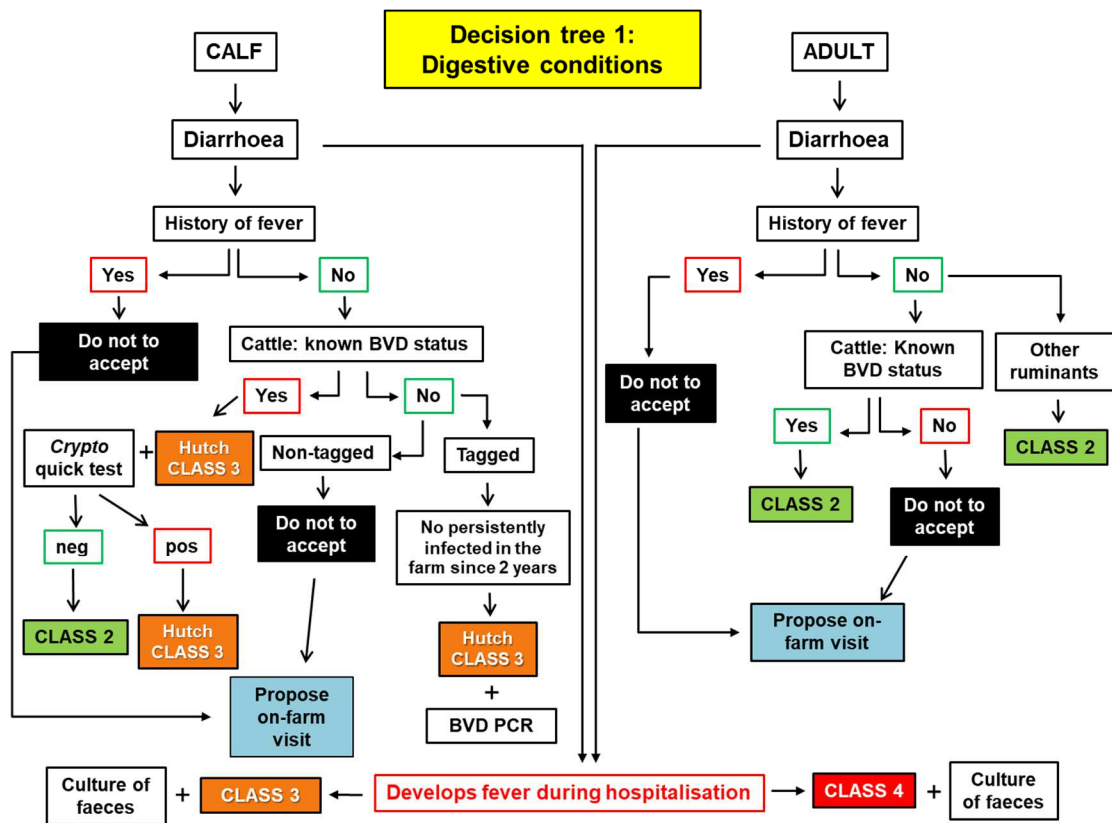 Decision tree 1:
Digestive conditions
CALF
Diarrhoea
History of fever
Yes
No
Do not to
accept
Cattle: known BVD status
Yes
No
Crypto
quick test
+
Hutch
CLASS 3
Non-tagged
Tagged
neg
pos
Do not to
accept
No persistently
infected in the
farm since 2 years
CLASS 2
Hutch
CLASS 3
Hutch
CLASS 3
+
BVD PCR
Propose
on-farm
visit
ADULT
Diarrhoea
History of fever
Yes
No
Do not to
accept
Cattle: Known
BVD status
Other
ruminants
Yes
No
CLASS 2
CLASS 2
Do not to
accept
Propose on-
farm visit
Culture of
faeces
+
CLASS 3
Develops fever during hospitalisation
CLASS 4
+
Culture
of faeces